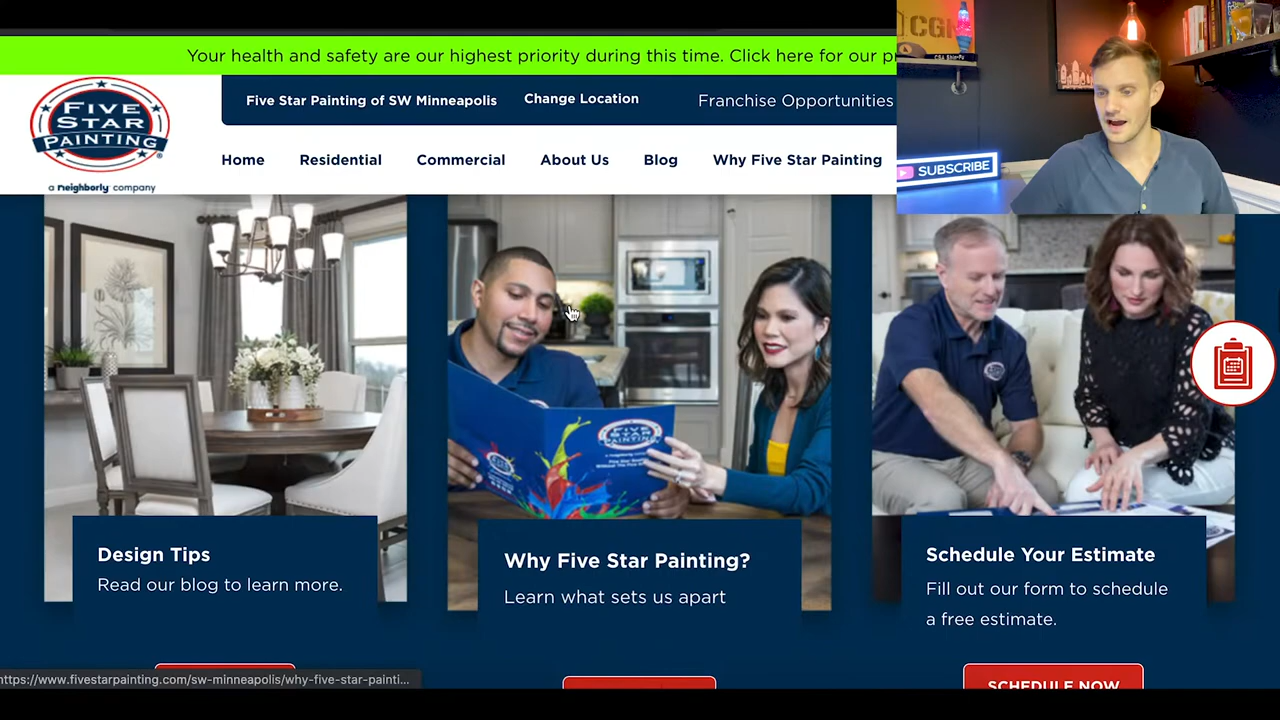 Your health and safety are our highest priority during this time. Click here for our
CGN
SUBSCRIBE
FIVE
STAR
PAINTING
a neighborly company
Five Star Painting of SW Minneapolis
Change Location
Franchise Opportunities
Home
Residential
Commercial
About Us
Blog
Why Five Star Painting
FIVE
STAR
PAINTING
Design Tips
Read our blog to learn more.
Why Five Star Painting?
Learn what sets us apart
Schedule Your Estimate
Fill out our form to schedule
a free estimate.
SCHEDULE NOW
https://www.fivestarpainting.com/sw-minneapolis/why-five-star-painti...